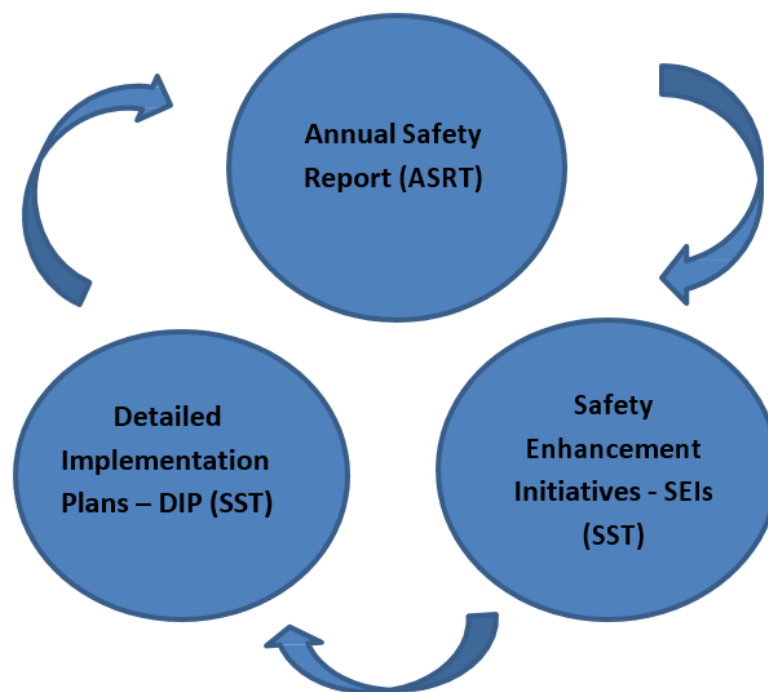 Annual Safety
Report (ASRT)
Detailed
Implementation
Plans – DIP (SST)
Safety
Enhancement
Initiatives - SEIs
(SST)